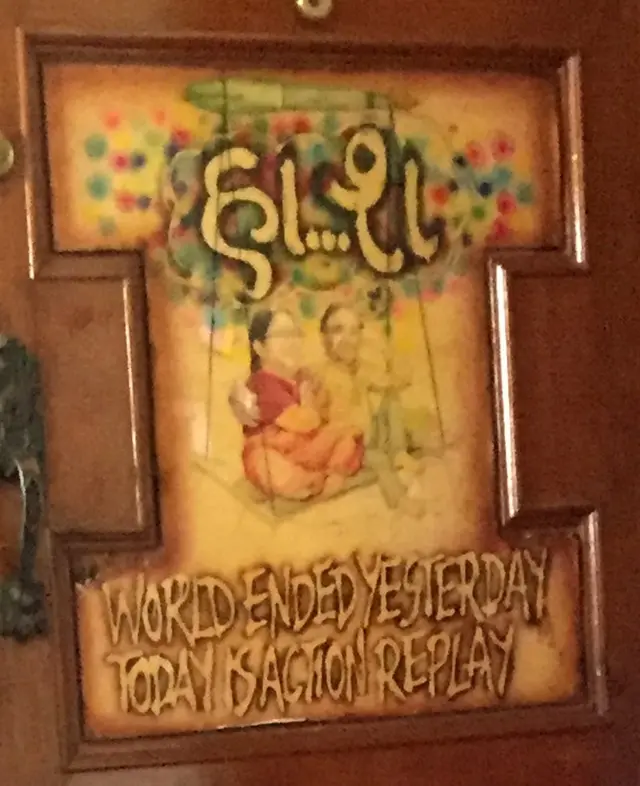 હા...શ
WORLD ENDED YESTERDAY
TODAY IS ACTION REPLAY